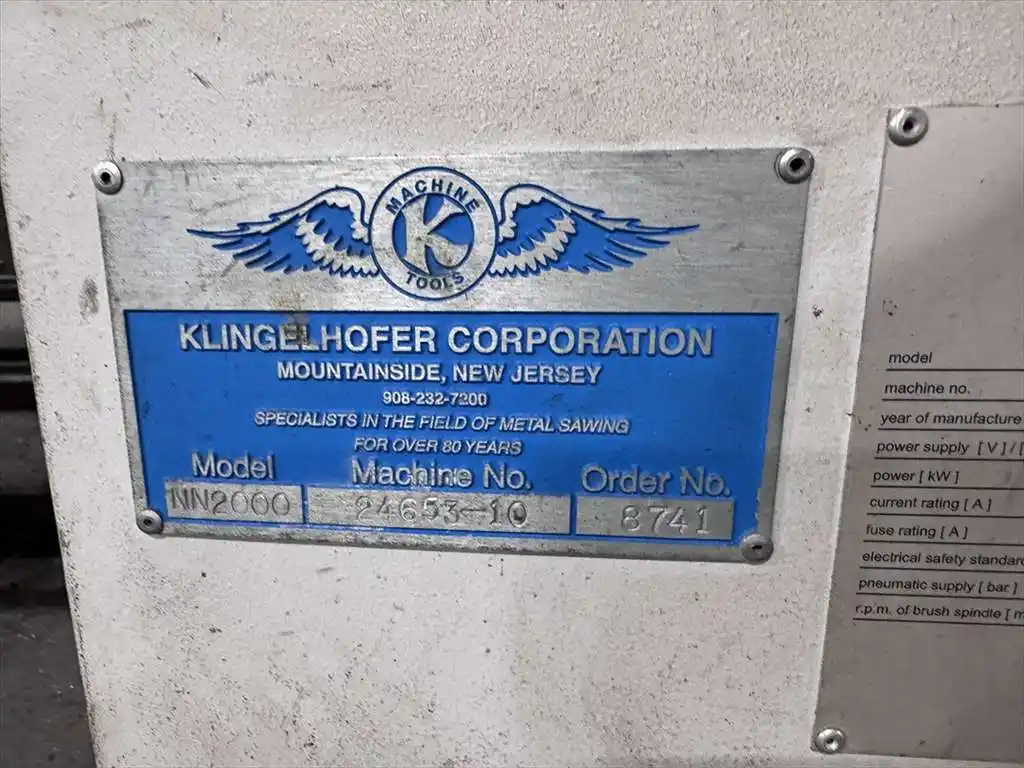 MACHINE
K
TOOLS
KLINGELHOFER CORPORATION
MOUNTAINSIDE, NEW JERSEY
908-232-7200
SPECIALISTS IN THE FIELD OF METAL SAWING
FOR OVER 80 YEARS
Model Machine No. Order No.
NN2000 24653-10 8741
model
machine no.
year of manufacture
power supply [ V ] / [
power [ kW ]
current rating [ A ]
fuse rating [ A ]
electrical safety standard
pneumatic supply [ bar ]
r.p.m. of brush spindle [